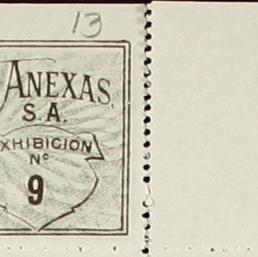 13
ANEXAS,
S.A.
XHIBICION
Nº
9